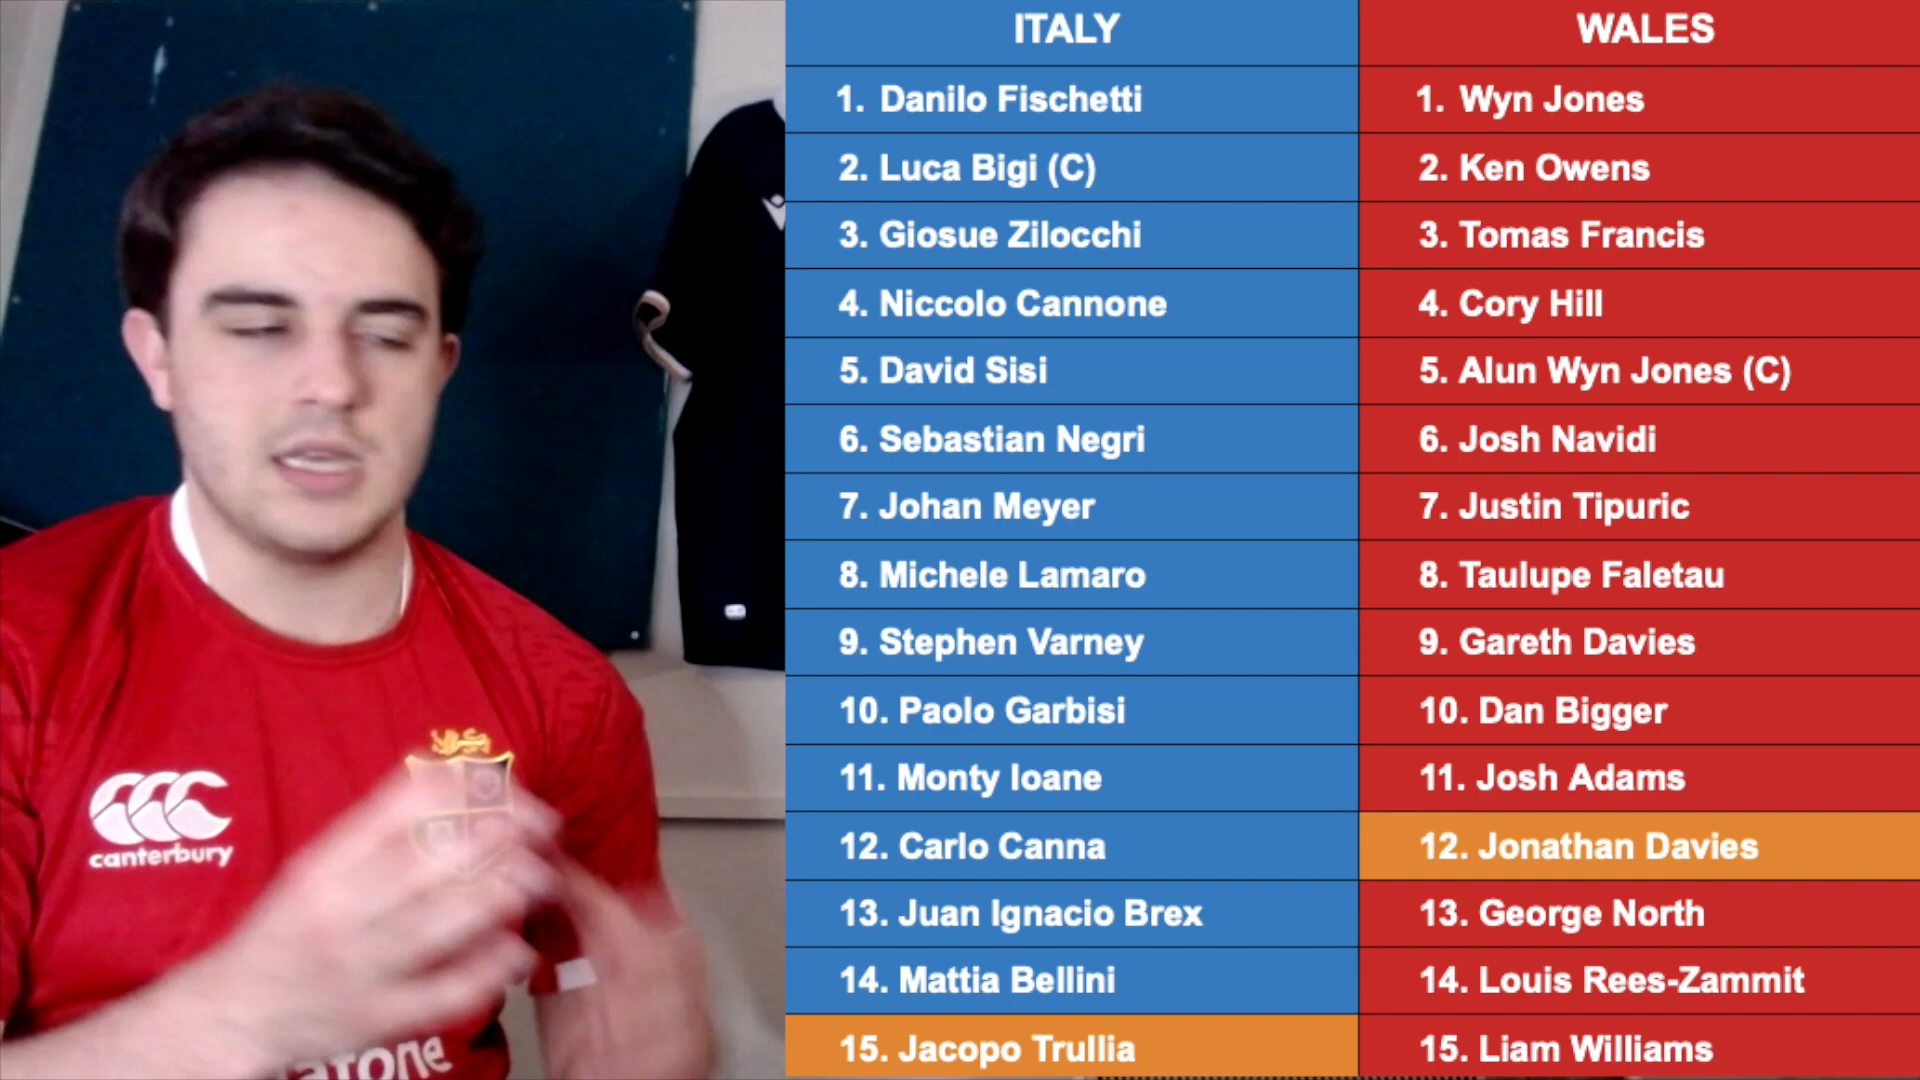 ITALY
1. Danilo Fischetti
2. Luca Bigi (C)
3. Giosue Zilocchi
4. Niccolo Cannone
5. David Sisi
6. Sebastian Negri
7. Johan Meyer
8. Michele Lamaro
9. Stephen Varney
10. Paolo Garbisi
11. Monty Ioane
12. Carlo Canna
13. Juan Ignacio Brex
14. Mattia Bellini
15. Jacopo Trullia
WALES
1. Wyn Jones
2. Ken Owens
3. Tomas Francis
4. Cory Hill
5. Alun Wyn Jones (C)
6. Josh Navidi
7. Justin Tipuric
8. Taulupe Faletau
9. Gareth Davies
10. Dan Bigger
11. Josh Adams
12. Jonathan Davies
13. George North
14. Louis Rees-Zammit
15. Liam Williams
canterbury